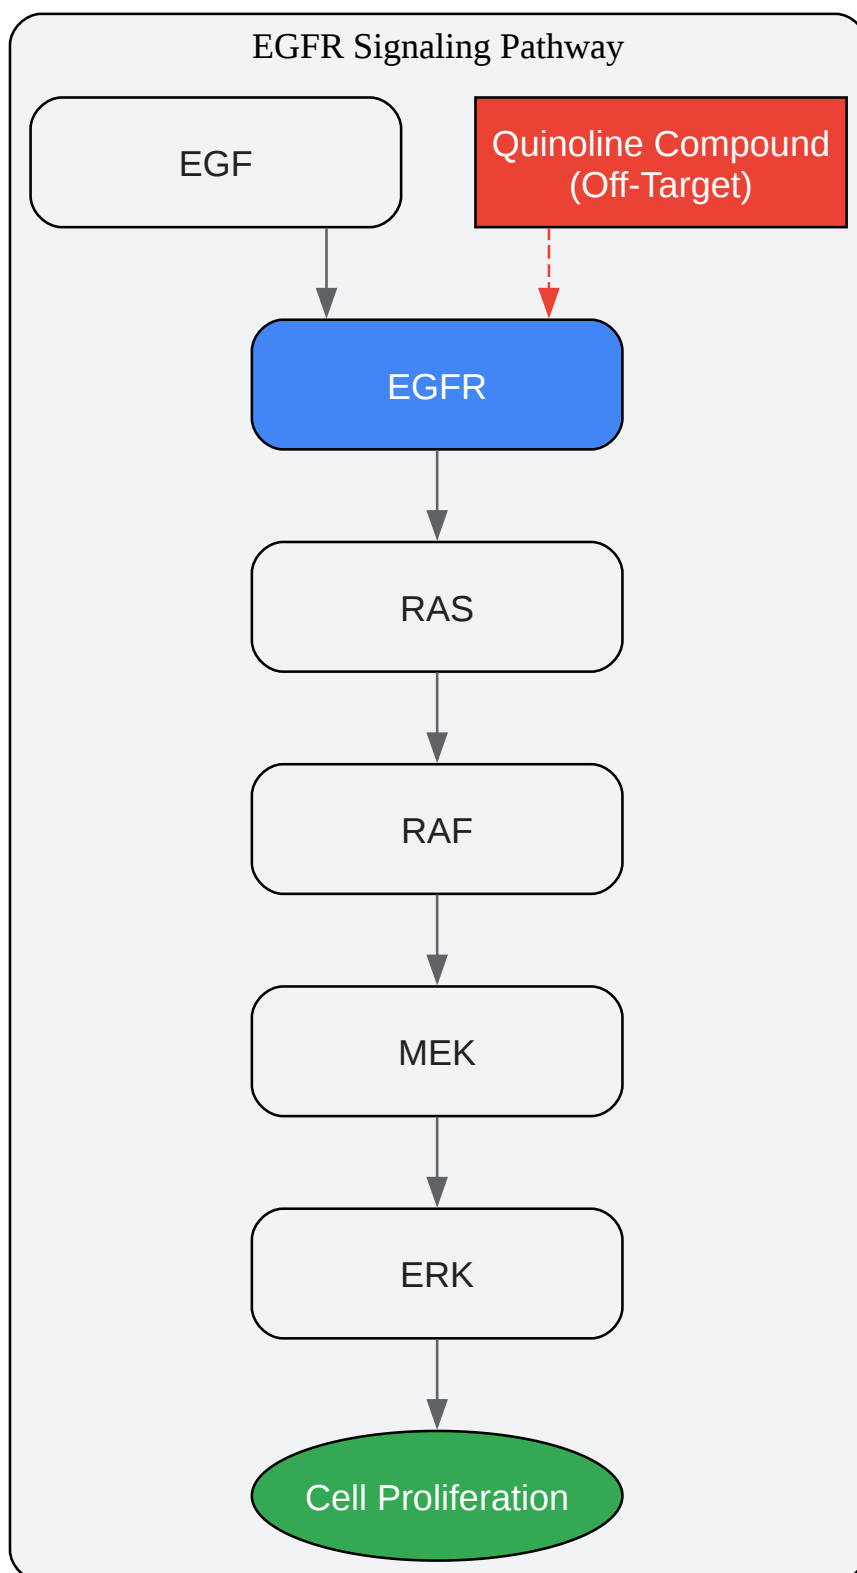 EGFR Signaling Pathway
EGF
Quinoline Compound
(Off-Target)
EGFR
RAS
RAF
MEK
ERK
Cell Proliferation